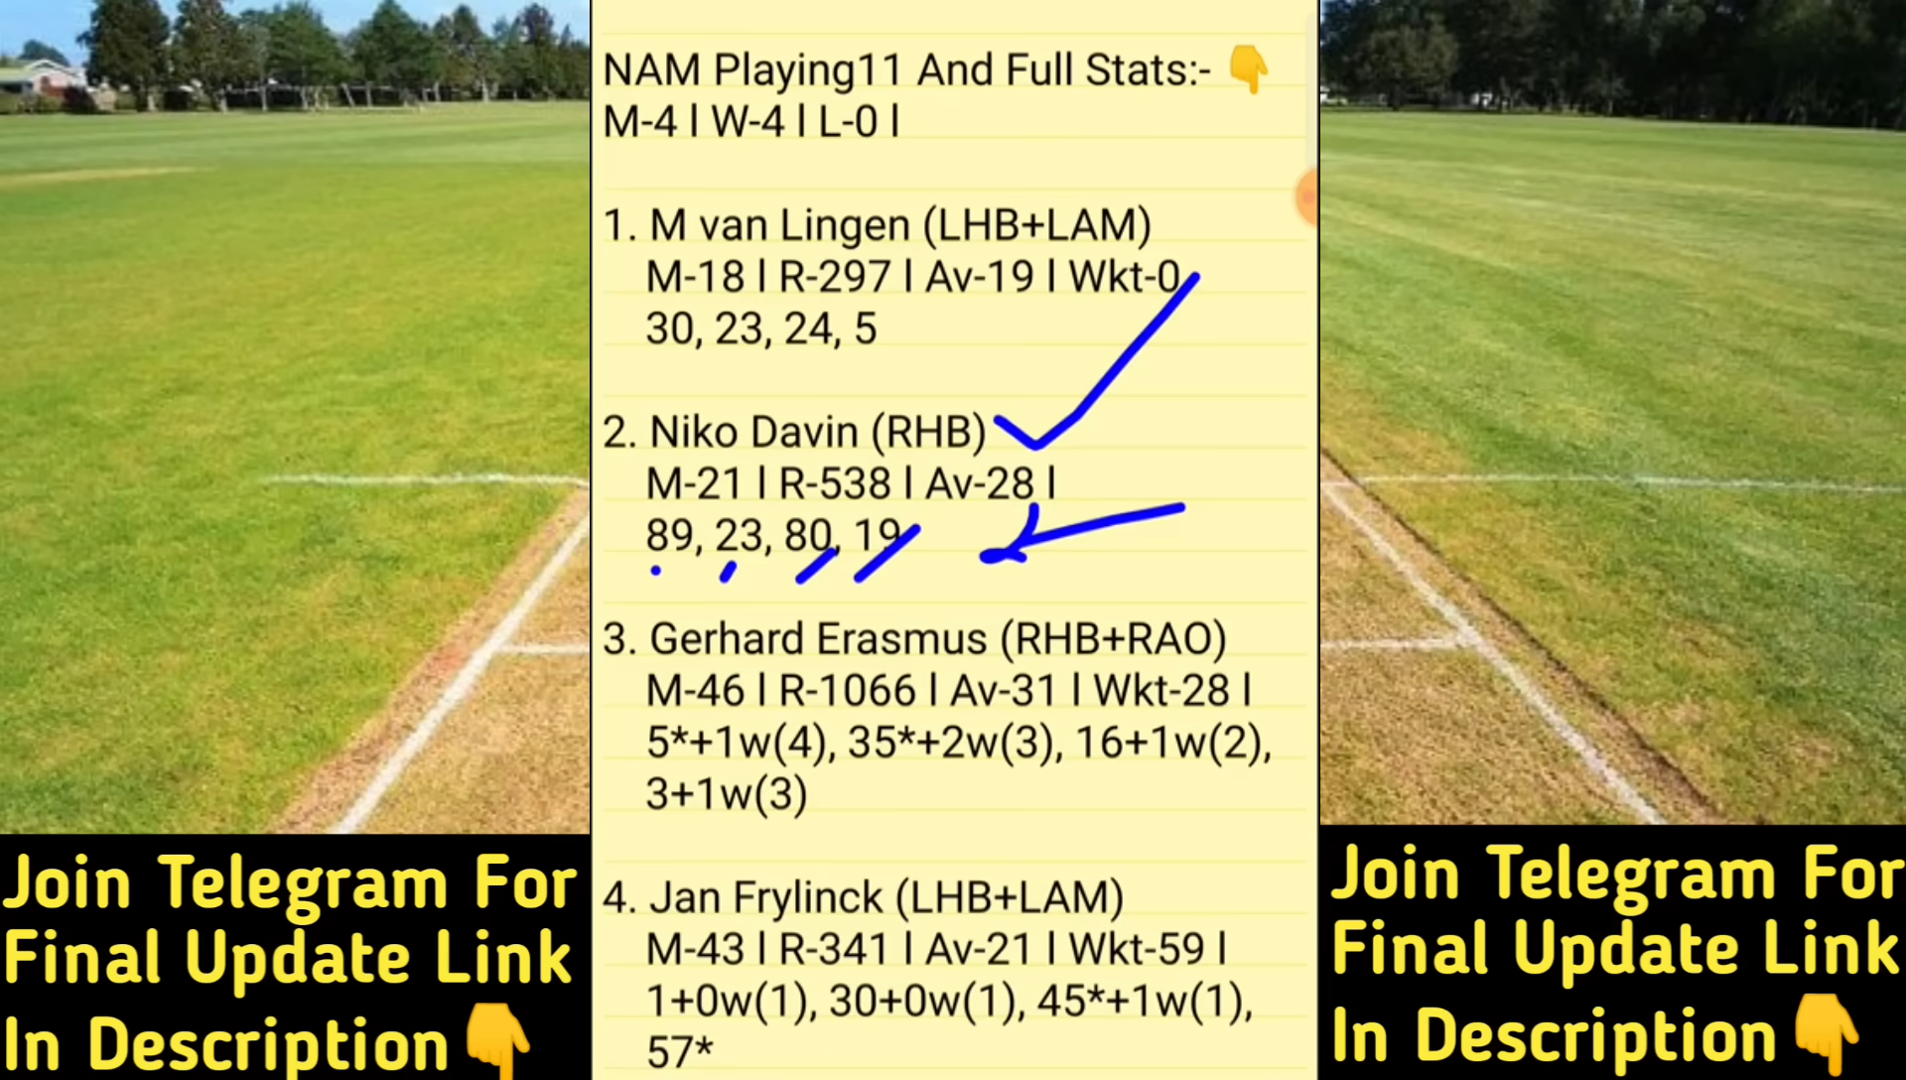 NAM Playing11 And Full Stats:- 👇
M-4 | W-4 | L-0 |
1. M van Lingen (LHB+LAM)
M-18 | R-297 | Av-19 | Wkt-0
30, 23, 24, 5
2. Niko Davin (RHB)
M-21 | R-538 | Av-28 |
89, 23, 80, 19
3. Gerhard Erasmus (RHB+RAO)
M-46 | R-1066 | Av-31 | Wkt-28 |
5*+1w(4), 35*+2w(3), 16+1w(2),
3+1w(3)
4. Jan Frylinck (LHB+LAM)
M-43 | R-341 | Av-21 | Wkt-59 |
1+0w(1), 30+0w(1), 45*+1w(1),
57*
Join Telegram For
Final Update Link
In Description👇
Join Telegram For
Final Update Link
In Description👇